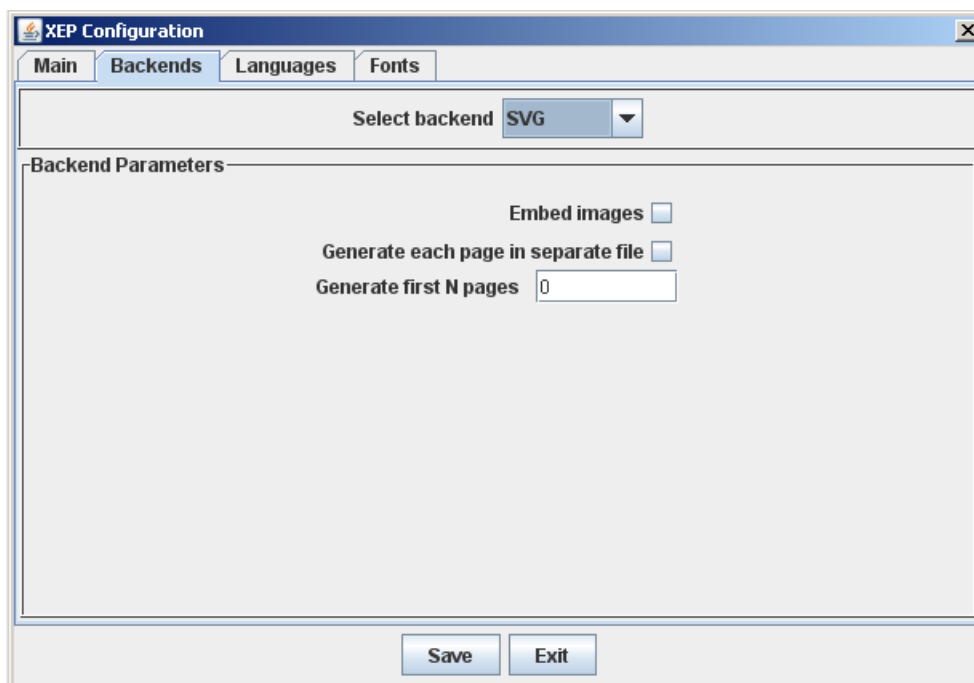 XEP Configuration
Main Backends Languages Fonts
Select backend SVG
Backend Parameters
Embed images
Generate each page in separate file
Generate first N pages 0
Save Exit